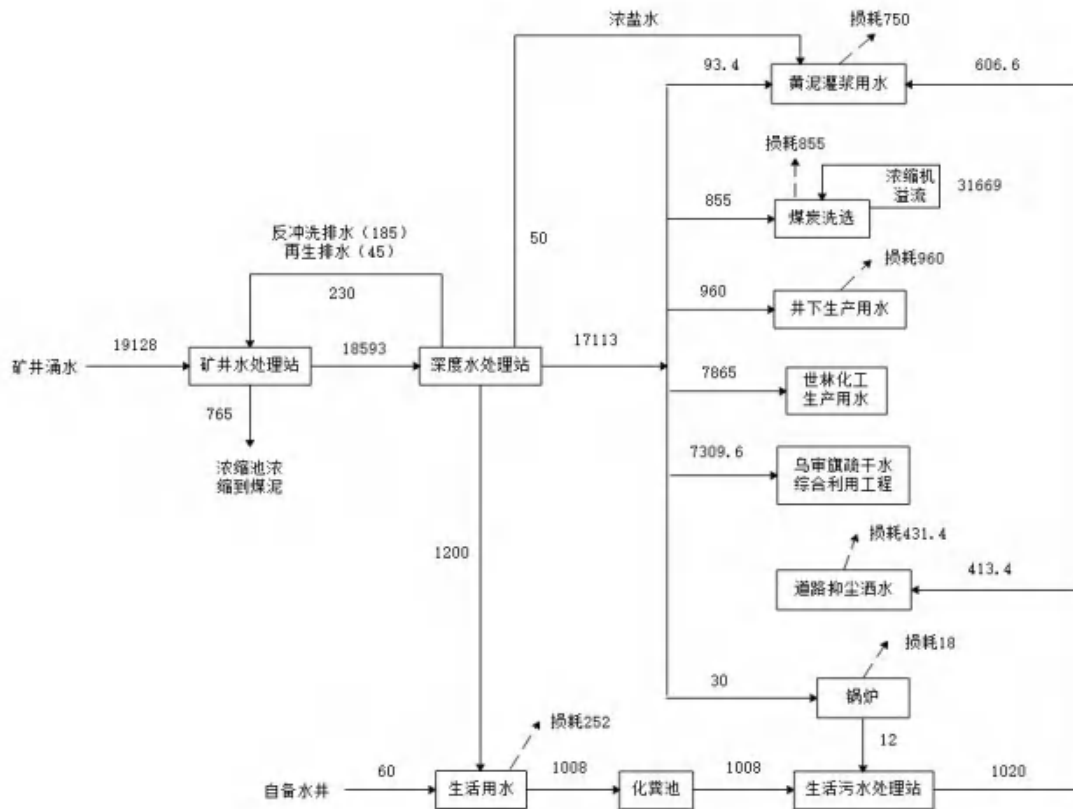 浓盐水
损耗750
93.4
黄泥灌浆用水
606.6
损耗855
855
煤炭洗选
浓缩机
溢流
31669
反冲洗排水（185）
再生排水（45）
230
50
损耗960
960
井下生产用水
矿井涌水
19128
矿井水处理站
18593
深度水处理站
17113
7865
世林化工
生产用水
765
浓缩池浓
缩到煤泥
7309.6
乌审旗疏干水
综合利用工程
1200
损耗431.4
道路抑尘洒水
413.4
损耗18
30
锅炉
12
损耗252
自备水井
60
生活用水
1008
化粪池
1008
生活污水处理站
1020